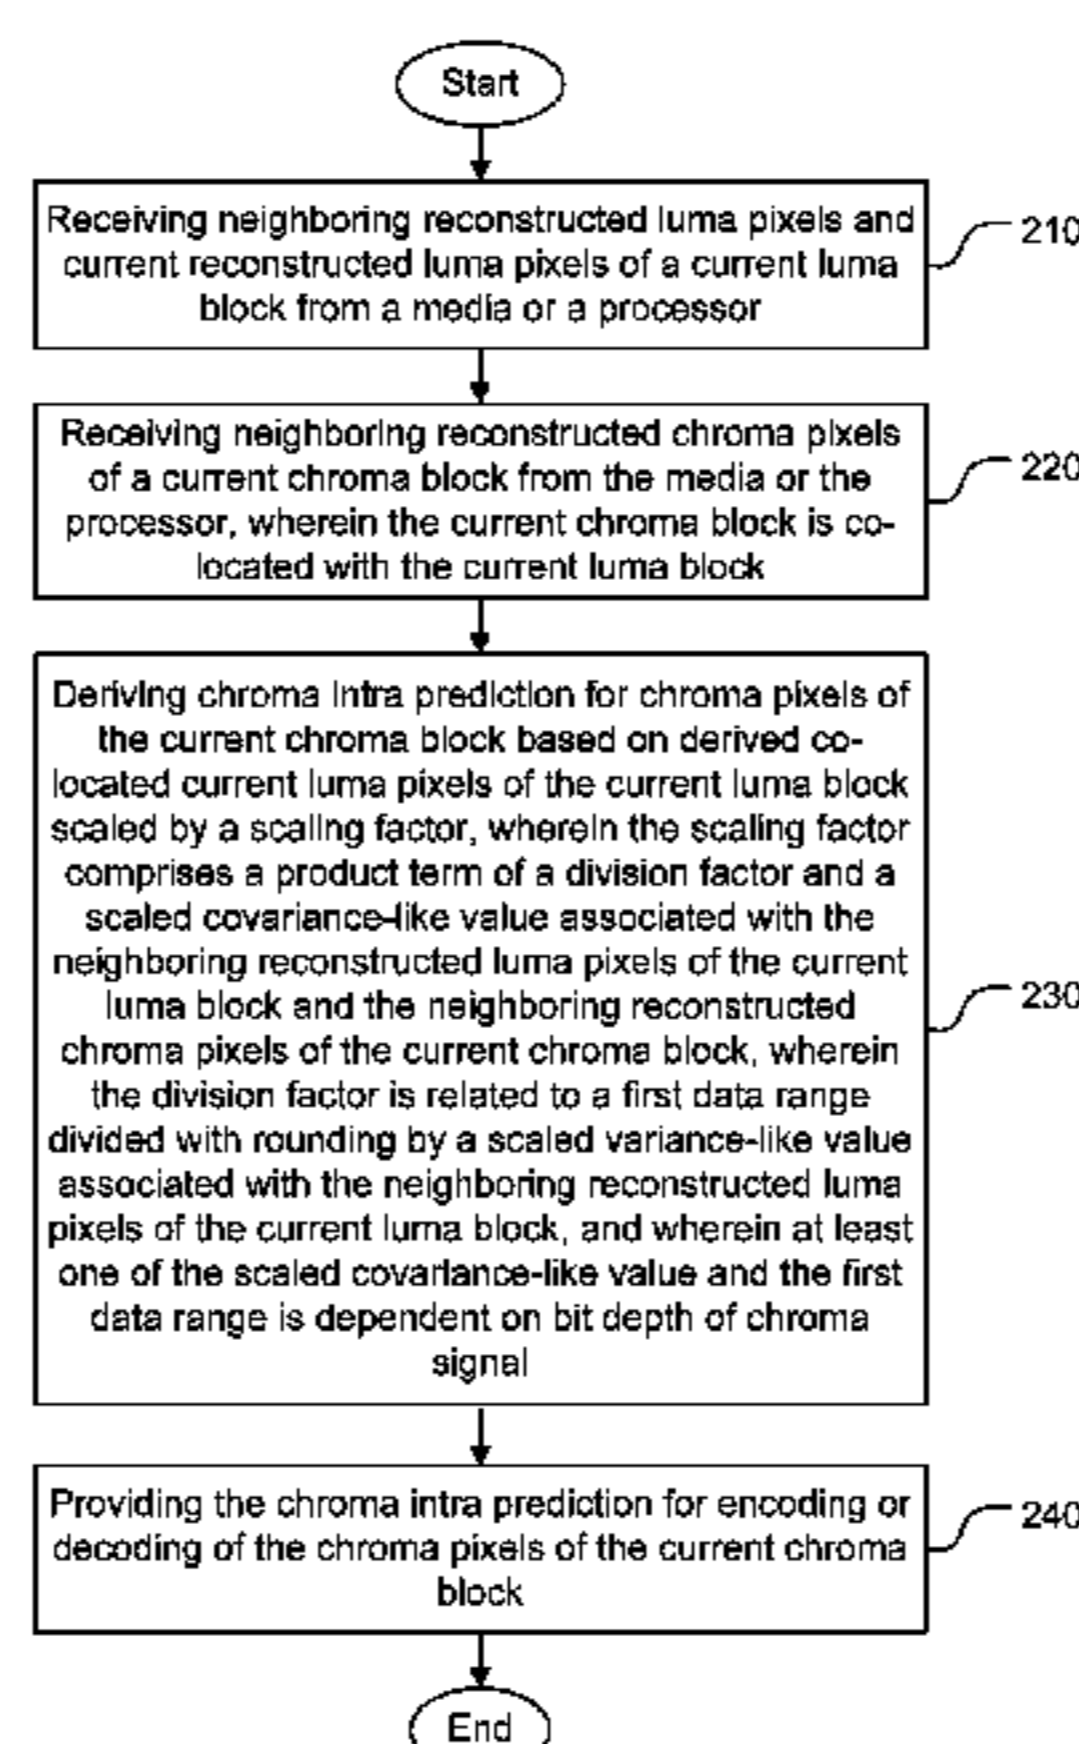 Start
Receiving neighboring reconstructed luma pixels and
current reconstructed luma pixels of a current luma
block from a media or a processor
210
Receiving neighboring reconstructed chroma pixels
of a current chroma block from the media or the
processor, wherein the current chroma block is co-
located with the current luma block
220
Deriving chroma intra prediction for chroma pixels of
the current chroma block based on derived co-
located current luma pixels of the current luma block
scaled by a scaling factor, wherein the scaling factor
comprises a product term of a division factor and a
scaled covariance-like value associated with the
neighboring reconstructed luma pixels of the current
luma block and the neighboring reconstructed
chroma pixels of the current chroma block, wherein
the division factor is related to a first data range
divided with rounding by a scaled variance-like value
associated with the neighboring reconstructed luma
pixels of the current luma block, and wherein at least
one of the scaled covariance-like value and the first
data range is dependent on bit depth of chroma
signal
230
Providing the chroma intra prediction for encoding or
decoding of the chroma pixels of the current chroma
block
240
End